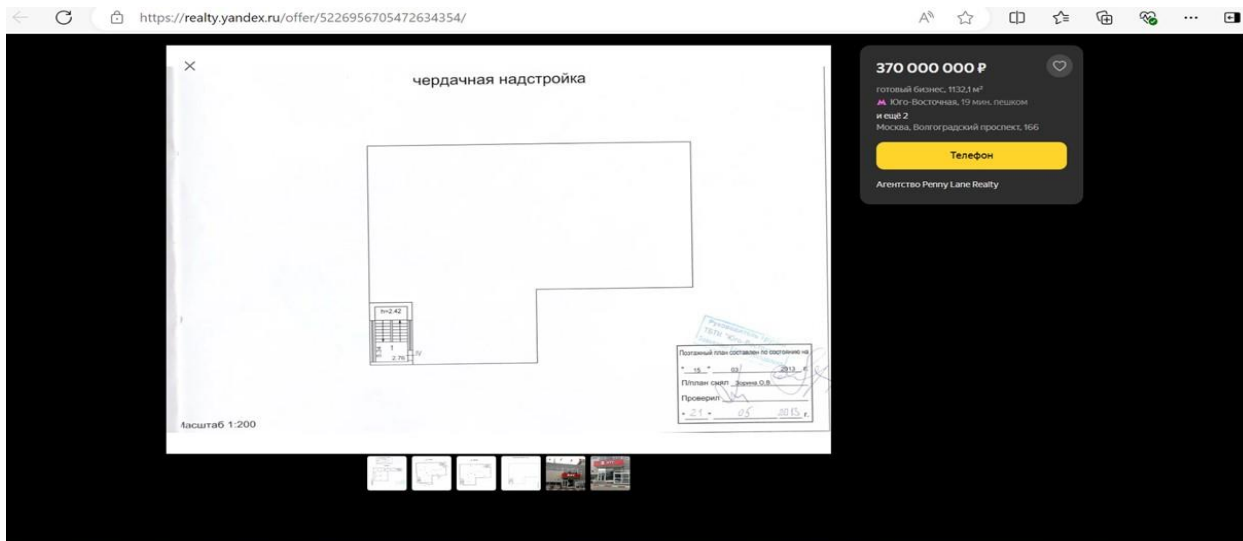 https://realty.yandex.ru/offer/5226956705472634354/
чердачная надстройка
h=2.42
1
2.76
IV
Масштаб 1:200
Поэтажный план составлен по состоянию на
" 15 " 03 2013 г.
П/план снял Зорина О.В.
Проверил
" 21 " 05 2013 г.
370 000 000 ₽
готовый бизнес, 1132,1 м²
Юго-Восточная, 19 мин. пешком
и ещё 2
Москва, Волгоградский проспект, 166
Телефон
Агентство Penny Lane Realty